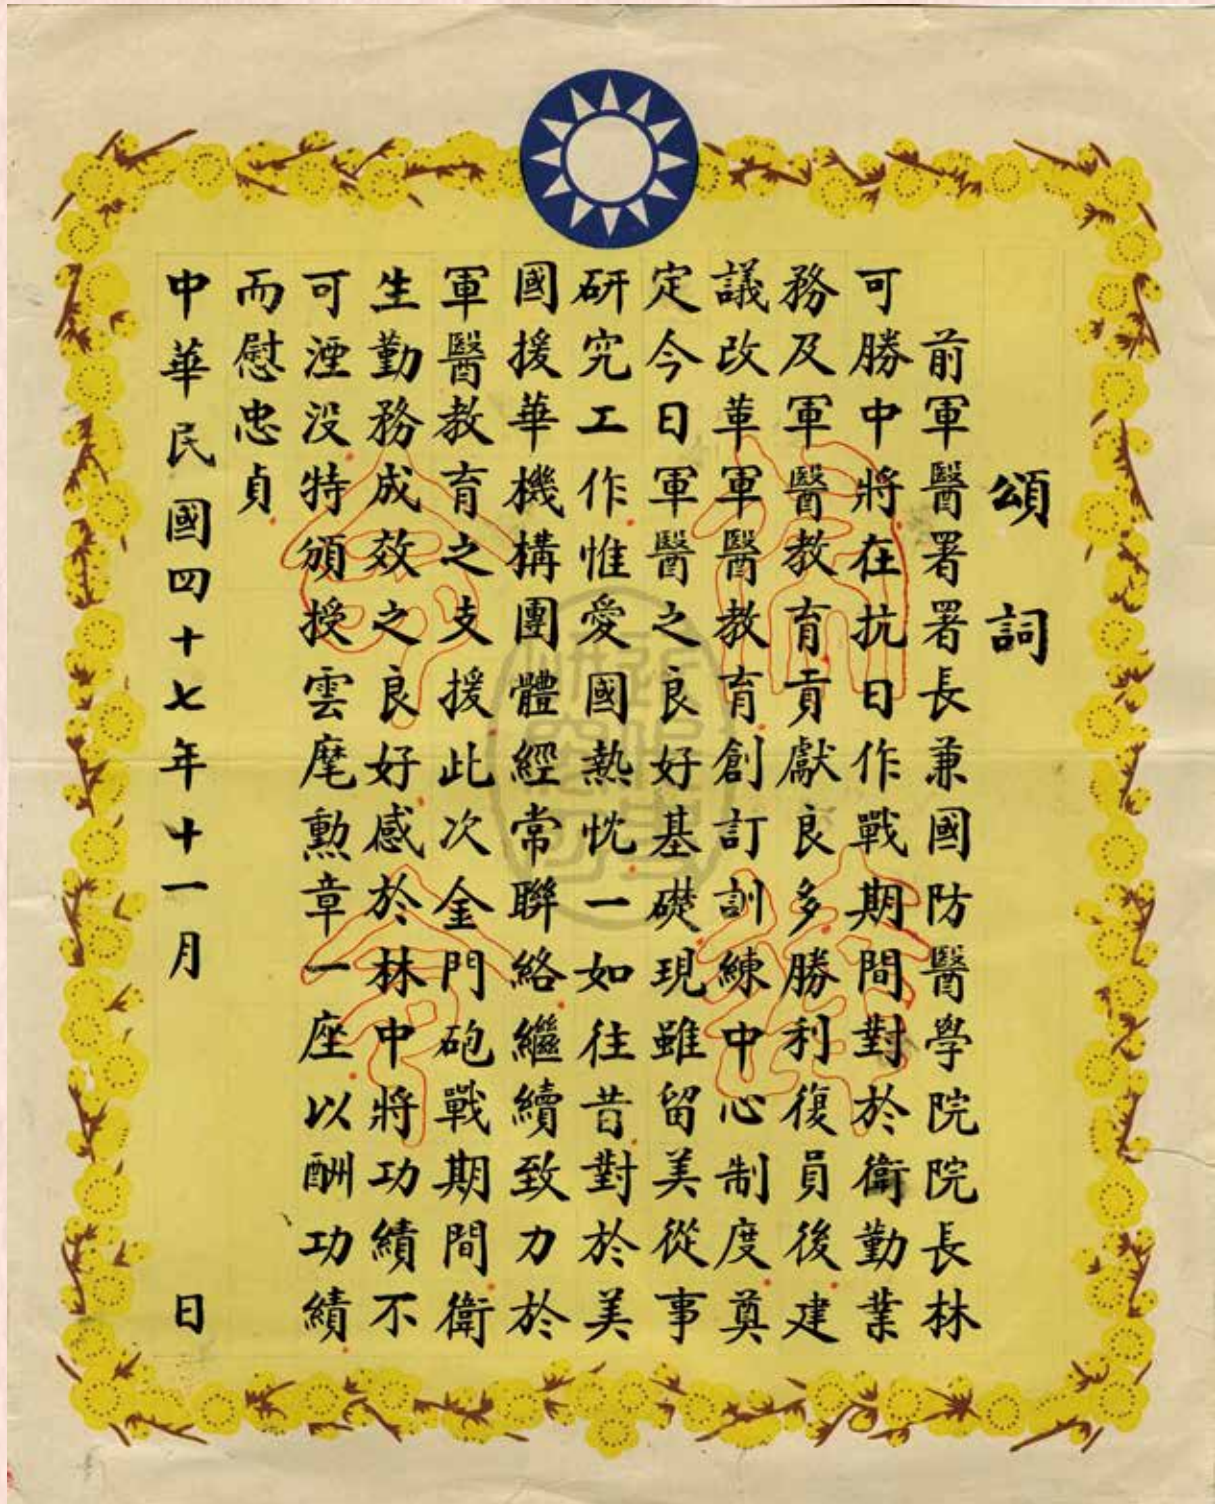 頌詞
前軍醫署署長兼國防醫學院院長林
可勝中將在抗日作戰期間對於衛勤業
務及軍醫教育貢獻良多勝利復員後建
議改革軍醫教育創訂訓練中心制度奠
定今日軍醫之良好基礎現雖留美從事
研究工作惟愛國熱忱一如往昔對於美
國援華機構團體經常聯絡繼續致力於
軍醫教育之支援此次金門砲戰期間衛
生勤務成效之良好感於林中將功績不
可湮没特頒授雲麾勳章一座以酬功績
而慰忠貞
中華民國四十七年十一月 日